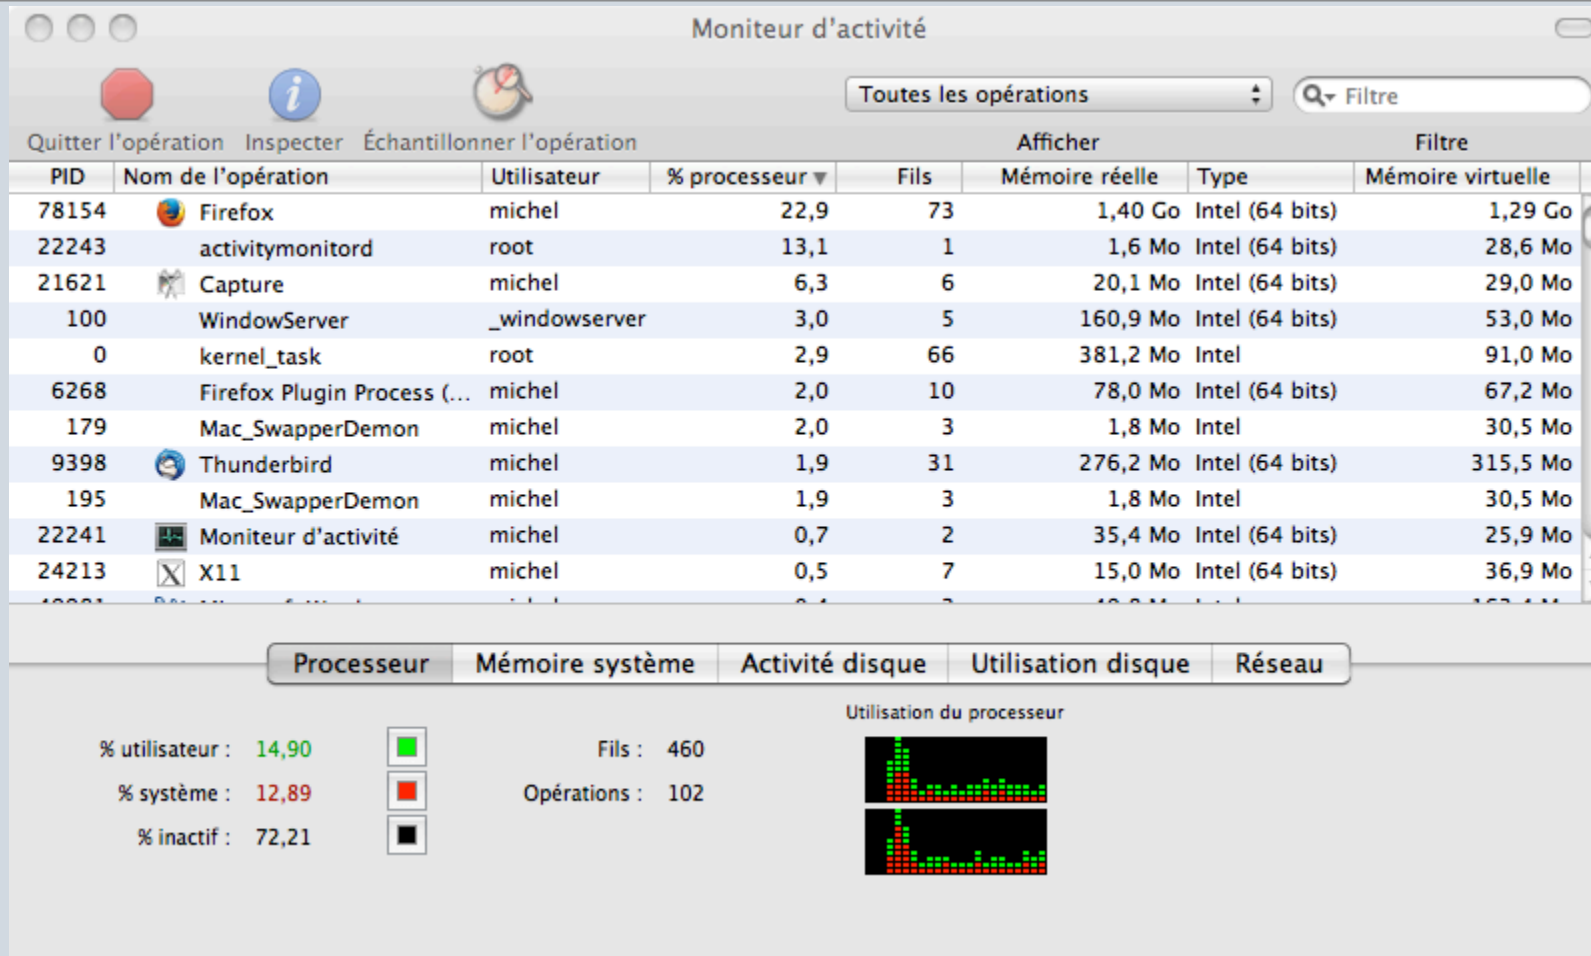 Moniteur d'activité
Toutes les opérations Filtre
Quitter l'opération Inspecter Échantillonner l'opération Afficher Filtre
PID Nom de l'opération Utilisateur % processeur Fils Mémoire réelle Type Mémoire virtuelle
78154 Firefox michel 22,9 73 1,40 Go Intel (64 bits) 1,29 Go
22243 activitymonitord root 13,1 1 1,6 Mo Intel (64 bits) 28,6 Mo
21621 Capture michel 6,3 6 20,1 Mo Intel (64 bits) 29,0 Mo
100 WindowServer _windowserver 3,0 5 160,9 Mo Intel (64 bits) 53,0 Mo
0 kernel_task root 2,9 66 381,2 Mo Intel 91,0 Mo
6268 Firefox Plugin Process (... michel 2,0 10 78,0 Mo Intel (64 bits) 67,2 Mo
179 Mac_SwapperDemon michel 2,0 3 1,8 Mo Intel 30,5 Mo
9398 Thunderbird michel 1,9 31 276,2 Mo Intel (64 bits) 315,5 Mo
195 Mac_SwapperDemon michel 1,9 3 1,8 Mo Intel 30,5 Mo
22241 Moniteur d'activité michel 0,7 2 35,4 Mo Intel (64 bits) 25,9 Mo
24213 X11 michel 0,5 7 15,0 Mo Intel (64 bits) 36,9 Mo
Processeur Mémoire système Activité disque Utilisation disque Réseau
Utilisation du processeur
% utilisateur : 14,90 Fils : 460
% système : 12,89 Opérations : 102
% inactif : 72,21